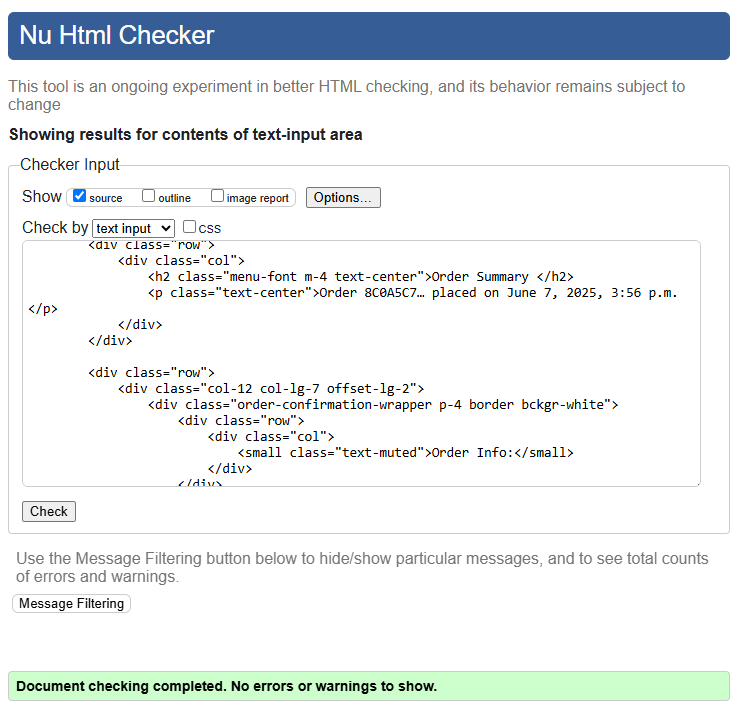 Nu Html Checker
This tool is an ongoing experiment in better HTML checking, and its behavior remains subject to
change
Showing results for contents of text-input area
Checker Input
Show source outline image report Options...
Check by text input css
<div class="row">
<div class="col">
<h2 class="menu-font m-4 text-center">Order Summary </h2>
<p class="text-center">Order 8C0A5C7… placed on June 7, 2025, 3:56 p.m.
</p>
</div>
</div>
<div class="row">
<div class="col-12 col-lg-7 offset-lg-2">
<div class="order-confirmation-wrapper p-4 border bckgr-white">
<div class="row">
<div class="col">
<small class="text-muted">Order Info:</small>
</div>
</div>
Check
Use the Message Filtering button below to hide/show particular messages, and to see total counts
of errors and warnings.
Message Filtering
Document checking completed. No errors or warnings to show.